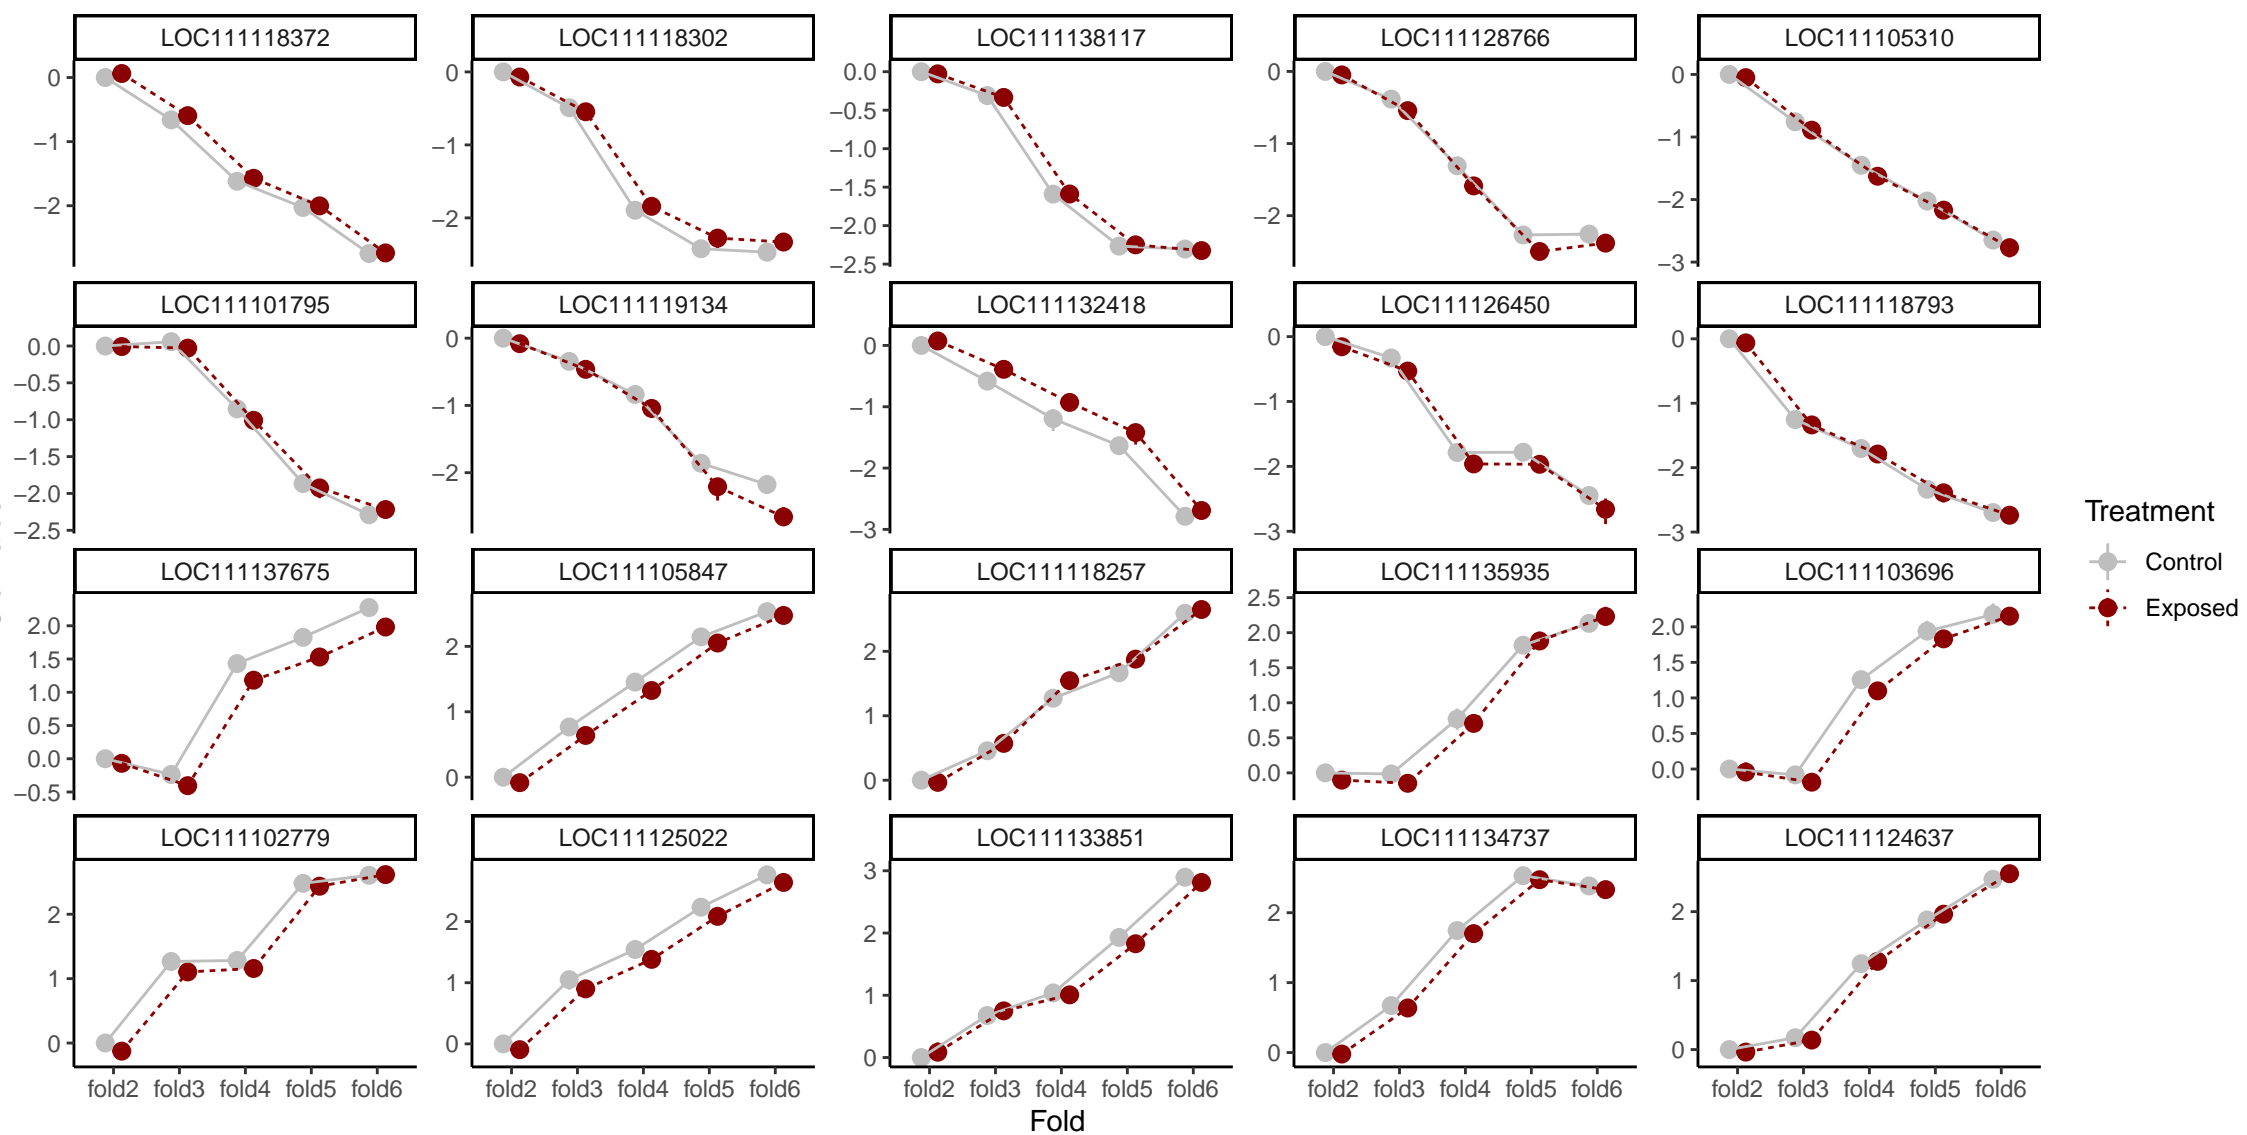 LOC111118372 LOC111118302 LOC111138117 LOC111128766 LOC111105310
0 −1 −2
0 −1 −2
0.0 −0.5 −1.0 −1.5 −2.0 −2.5
0 −1 −2
0 −1 −2 −3
LOC111101795 LOC111119134 LOC111132418 LOC111126450 LOC111118793
0.0 −0.5 −1.0 −1.5 −2.0 −2.5
0 −1 −2
0 −1 −2 −3
0 −1 −2 −3
0 −1 −2 −3
LOC111137675 LOC111105847 LOC111118257 LOC111135935 LOC111103696
2.0 1.5 1.0 0.5 0.0 −0.5
2 1 0
2 1 0
2.5 2.0 1.5 1.0 0.5 0.0
2.0 1.5 1.0 0.5 0.0
LOC111102779 LOC111125022 LOC111133851 LOC111134737 LOC111124637
2 1 0
2 1 0
3 2 1 0
2 1 0
2 1 0
fold2 fold3 fold4 fold5 fold6 fold2 fold3 fold4 fold5 fold6 fold2 fold3 fold4 fold5 fold6 fold2 fold3 fold4 fold5 fold6 fold2 fold3 fold4 fold5 fold6
Fold
Treatment
Control
Exposed